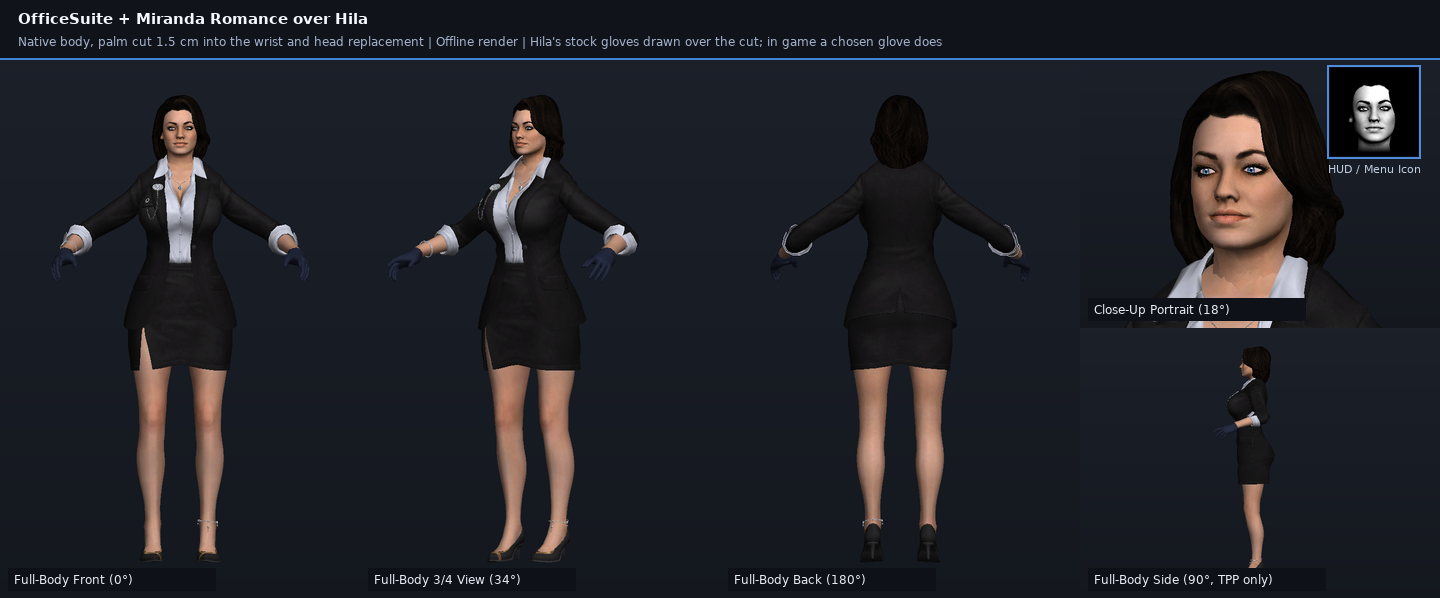 OfficeSuite + Miranda Romance over Hila
Native body, palm cut 1.5 cm into the wrist and head replacement | Offline render | Hila's stock gloves drawn over the cut; in game a chosen glove does
HUD / Menu Icon
Close-Up Portrait (18°)
Full-Body Front (0°)
Full-Body 3/4 View (34°)
Full-Body Back (180°)
Full-Body Side (90°, TPP only)